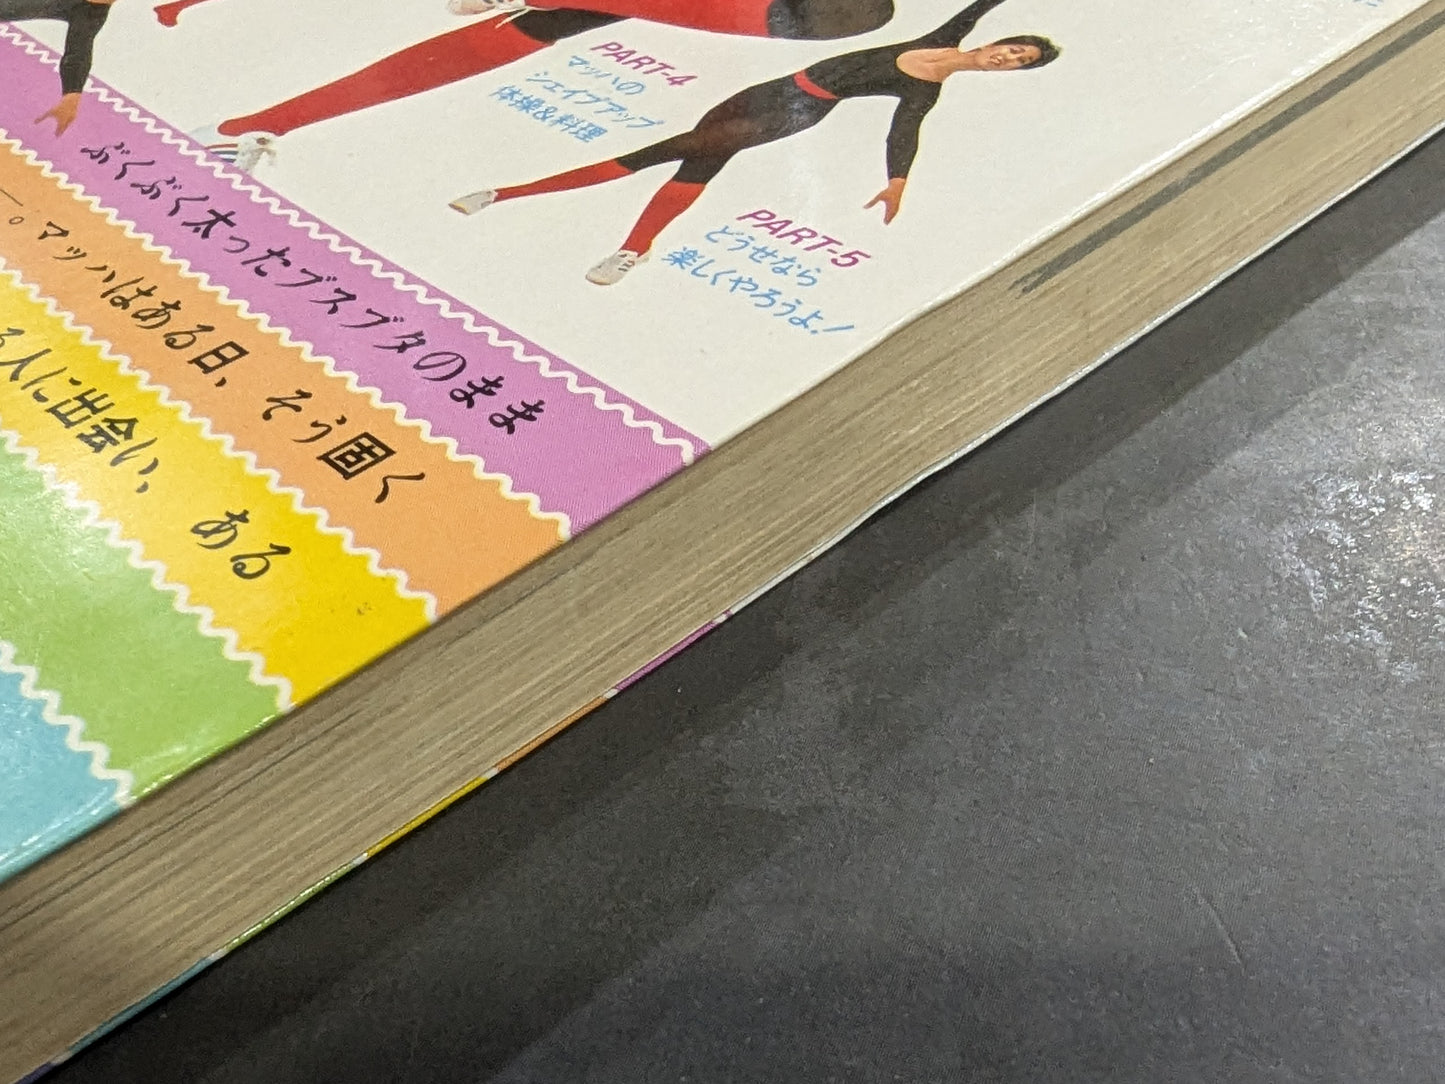 PART-4
マッハの
シェイプアップ
体操&料理
PART-5
どうせなら
楽しくやろうよ!
ぶくぶく太ったブスブタのまま
。マッハはある日、そう固く
人に出会い、ある